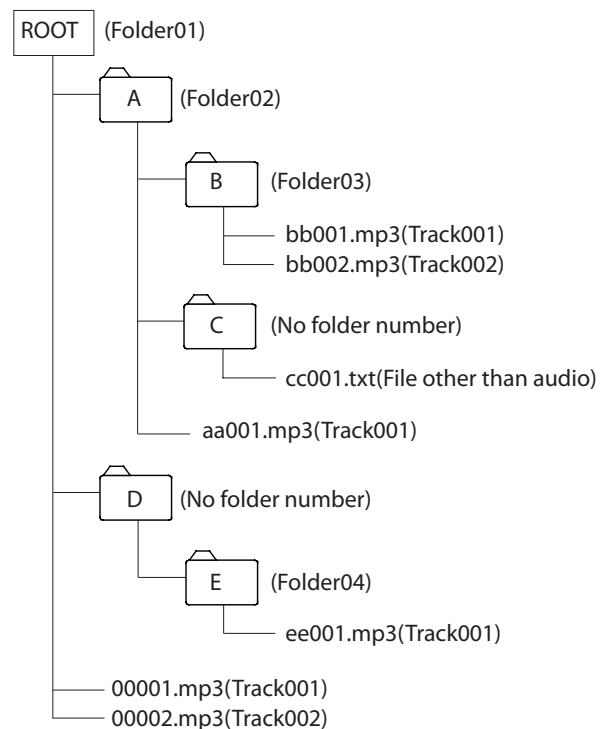 ROOT (Folder01)
A (Folder02)
B (Folder03)
bb001.mp3(Track001)
bb002.mp3(Track002)
C (No folder number)
cc001.txt(File other than audio)
aa001.mp3(Track001)
D (No folder number)
E (Folder04)
ee001.mp3(Track001)
00001.mp3(Track001)
00002.mp3(Track002)